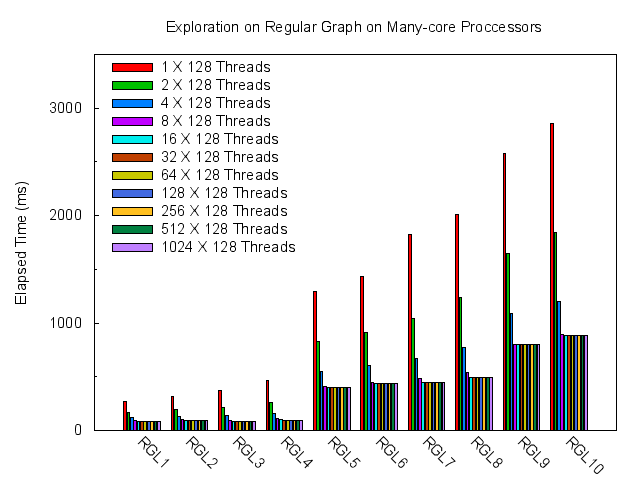 Exploration on Regular Graph on Many-core Proccessors
1 X 128 Threads
2 X 128 Threads
4 X 128 Threads
8 X 128 Threads
16 X 128 Threads
32 X 128 Threads
64 X 128 Threads
128 X 128 Threads
256 X 128 Threads
512 X 128 Threads
1024 X 128 Threads
Elapsed Time (ms)
3000
2000
1000
0
RGL1
RGL2
RGL3
RGL4
RGL5
RGL6
RGL7
RGL8
RGL9
RGL10